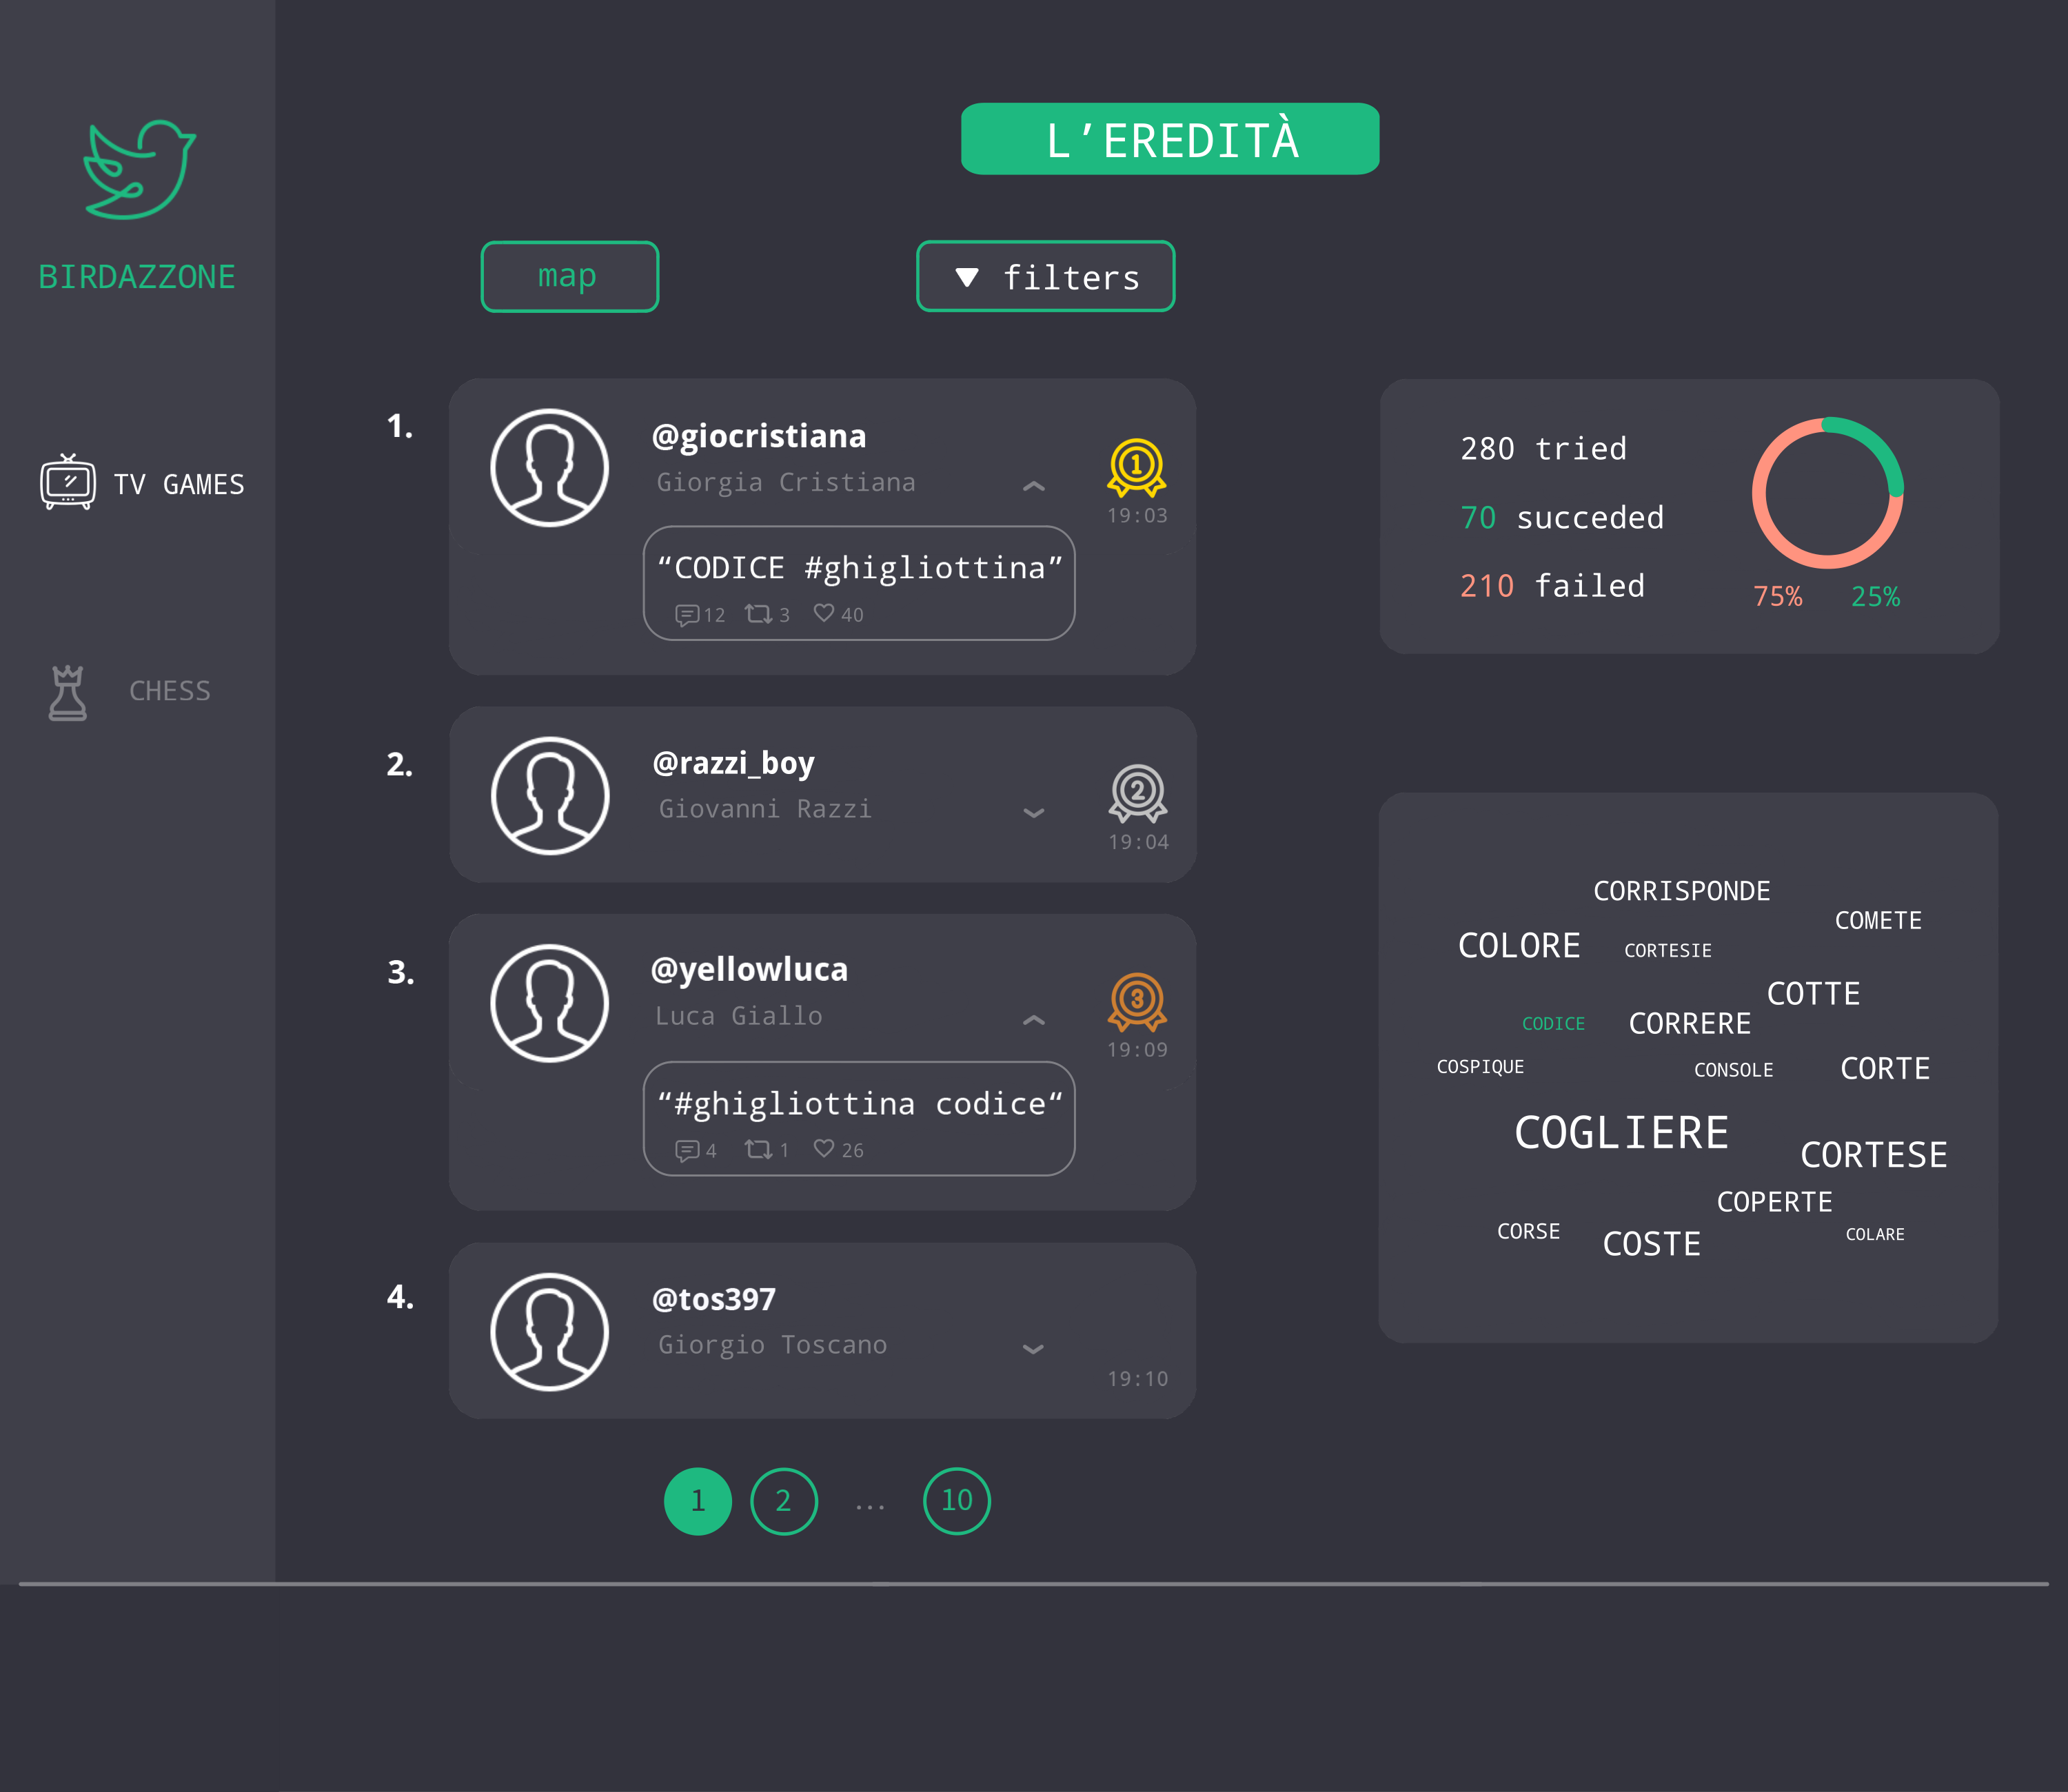 BIRDAZZONE
TV GAMES
CHESS
L’EREDITÀ
map
filters
1.
@giocristiana
Giorgia Cristiana
1
19:03
“CODICE #ghigliottina”
12 3 40
2.
@razzi_boy
Giovanni Razzi
2
19:04
3.
@yellowluca
Luca Giallo
3
19:09
“#ghigliottina codice“
4 1 26
4.
@tos397
Giorgio Toscano
19:10
1 2 ... 10
280 tried
70 succeded
210 failed
75% 25%
CORRISPONDE
COMETE
COLORE
CORTESIE
COTTE
CODICE
CORRERE
COSPIQUE
CONSOLE
CORTE
COGLIERE
CORTESE
COPERTE
CORSE
COSTE
COLARE